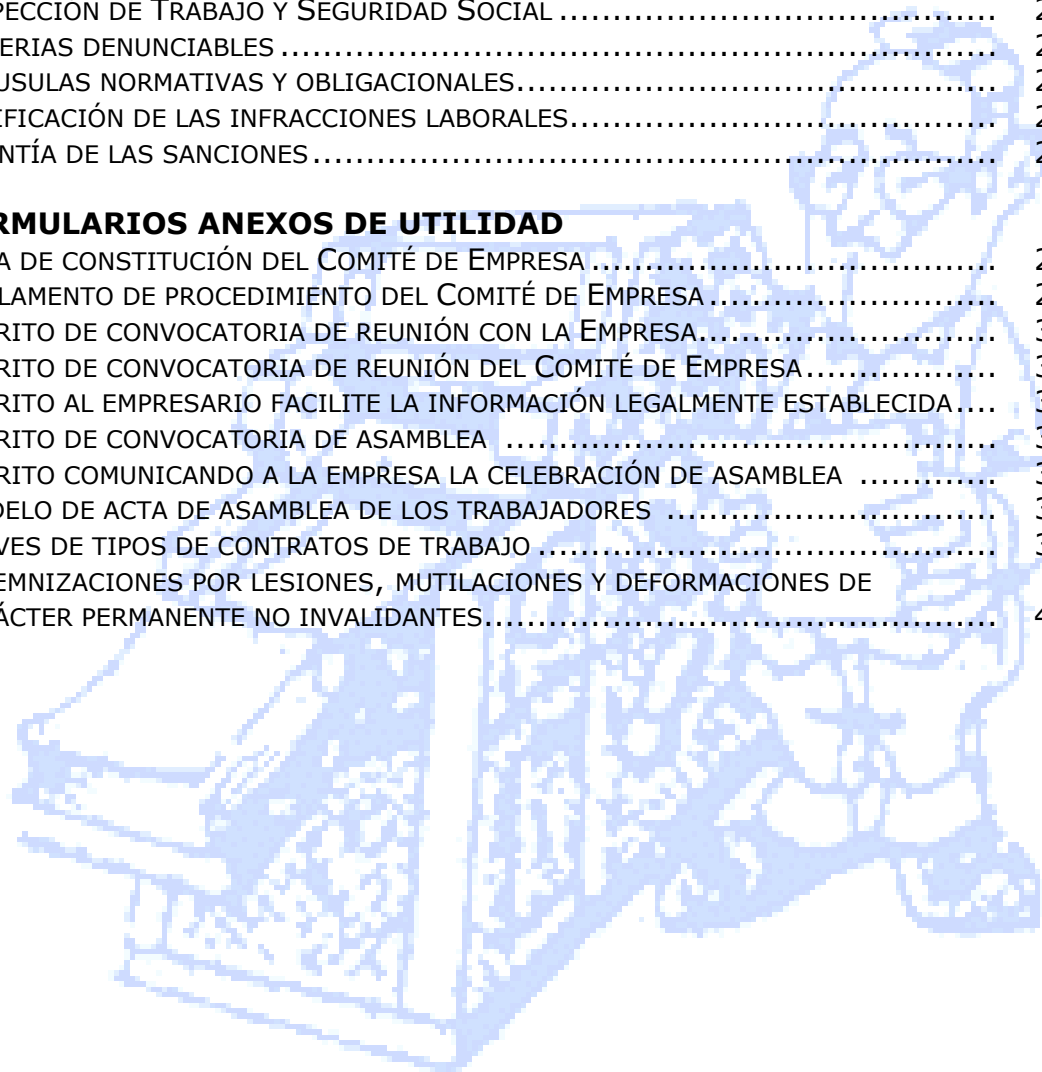 PECCIÓN DE TRABAJO Y SEGURIDAD SOCIAL ......................................... 2
ERIAS DENUNCIABLES ................................................................... 2
USULAS NORMATIVAS Y OBLIGACIONALES............................................. 2
IFICACIÓN DE LAS INFRACCIONES LABORALES........................................ 2
NTÍA DE LAS SANCIONES ................................................................ 2
RMULARIOS ANEXOS DE UTILIDAD
A DE CONSTITUCIÓN DEL COMITÉ DE EMPRESA ...................................... 2
LAMENTO DE PROCEDIMIENTO DEL COMITÉ DE EMPRESA ........................... 2
RITO DE CONVOCATORIA DE REUNIÓN CON LA EMPRESA............................ 3
RITO DE CONVOCATORIA DE REUNIÓN DEL COMITÉ DE EMPRESA.................. 3
RITO AL EMPRESARIO FACILITE LA INFORMACIÓN LEGALMENTE ESTABLECIDA.... 3
RITO DE CONVOCATORIA DE ASAMBLEA .............................................. 3
RITO COMUNICANDO A LA EMPRESA LA CELEBRACIÓN DE ASAMBLEA ............. 3
DELO DE ACTA DE ASAMBLEA DE LOS TRABAJADORES ............................... 3
VES DE TIPOS DE CONTRATOS DE TRABAJO ........................................... 3
EMNIZACIONES POR LESIONES, MUTILACIONES Y DEFORMACIONES DE
ÁCTER PERMANENTE NO INVALIDANTES................................................ 4